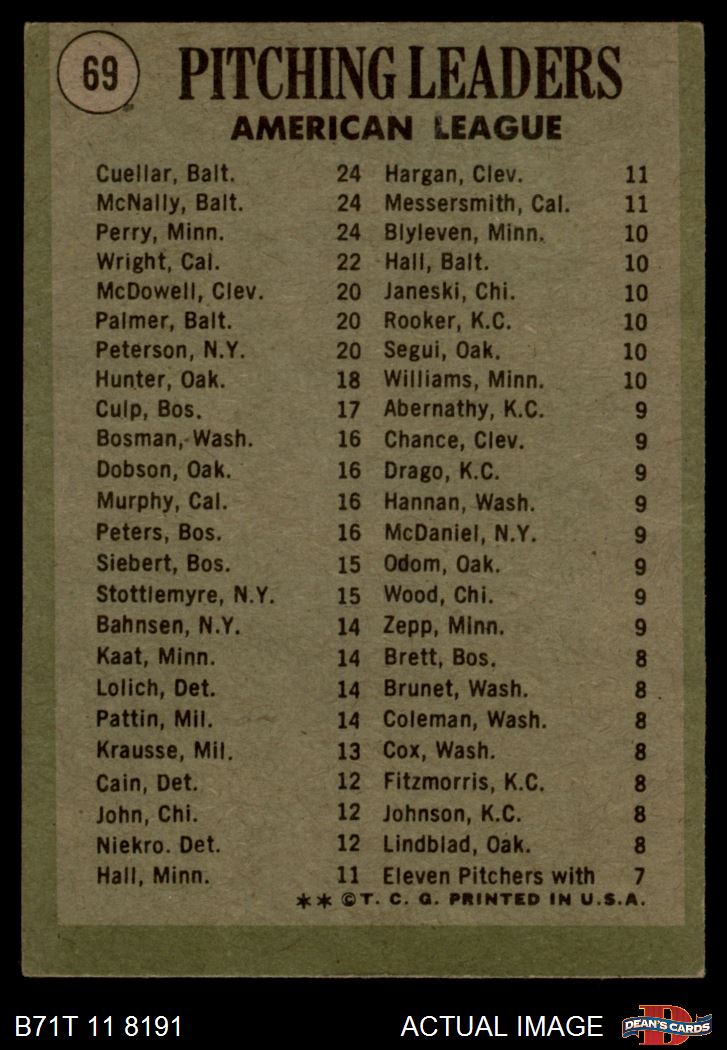 69
PITCHING LEADERS
AMERICAN LEAGUE
Cuellar, Balt. 24 Hargan, Clev. 11
McNally, Balt. 24 Messersmith, Cal. 11
Perry, Minn. 24 Blyleven, Minn. 10
Wright, Cal. 22 Hall, Balt. 10
McDowell, Clev. 20 Janeski, Chi. 10
Palmer, Balt. 20 Rooker, K.C. 10
Peterson, N.Y. 20 Segui, Oak. 10
Hunter, Oak. 18 Williams, Minn. 10
Culp, Bos. 17 Abernathy, K.C. 9
Bosman, Wash. 16 Chance, Clev. 9
Dobson, Oak. 16 Drago, K.C. 9
Murphy, Cal. 16 Hannan, Wash. 9
Peters, Bos. 16 McDaniel, N.Y. 9
Siebert, Bos. 15 Odom, Oak. 9
Stottlemyre, N.Y. 15 Wood, Chi. 9
Bahnsen, N.Y. 14 Zepp, Minn. 9
Kaat, Minn. 14 Brett, Bos. 8
Lolich, Det. 14 Brunet, Wash. 8
Pattin, Mil. 14 Coleman, Wash. 8
Krausse, Mil. 13 Cox, Wash. 8
Cain, Det. 12 Fitzmorris, K.C. 8
John, Chi. 12 Johnson, K.C. 8
Niekro. Det. 12 Lindblad, Oak. 8
Hall, Minn. 11 Eleven Pitchers with 7
✶✶ ©T. C. G. PRINTED IN U.S.A.
B71T 11 8191 ACTUAL IMAGE D DEAN'S CARDS